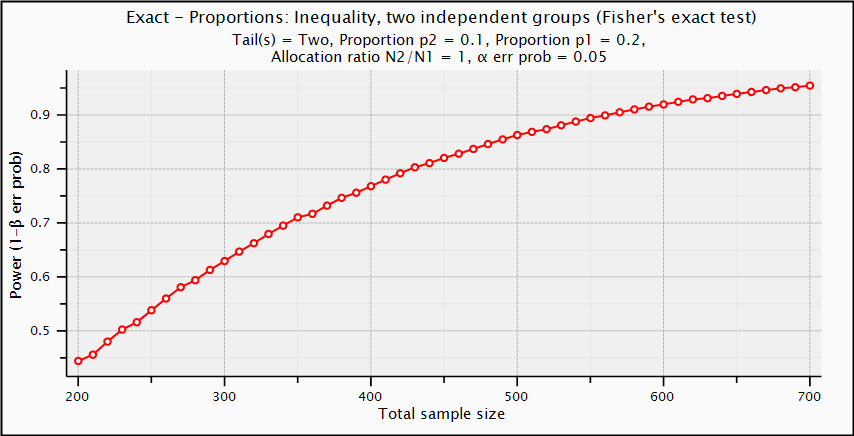 Exact – Proportions: Inequality, two independent groups (Fisher's exact test)
Tail(s) = Two, Proportion p2 = 0.1, Proportion p1 = 0.2,
Allocation ratio N2/N1 = 1, α err prob = 0.05
Power (1-β err prob)
0.9
0.8
0.7
0.6
0.5
200 300 400 500 600 700
Total sample size